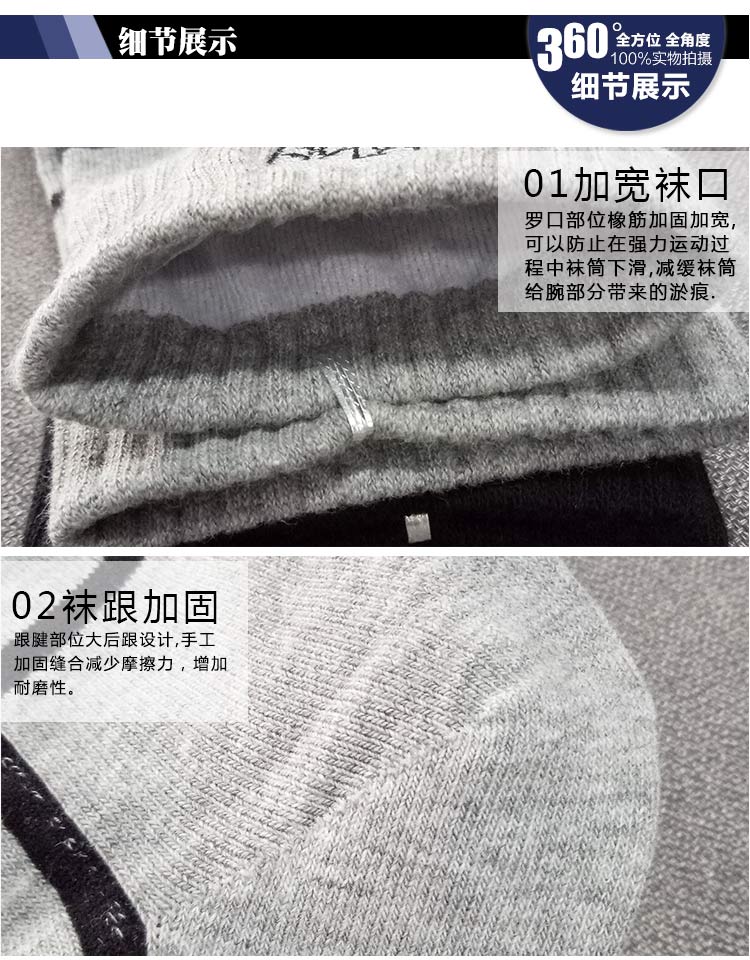 细节展示
360°全方位 全角度
100%实物拍摄
细节展示
01加宽袜口
罗口部位橡筋加固加宽,
可以防止在强力运动过
程中袜筒下滑,减缓袜筒
给腕部分带来的淤痕.
02袜跟加固
跟腱部位大后跟设计,手工
加固缝合减少摩擦力，增加
耐磨性。